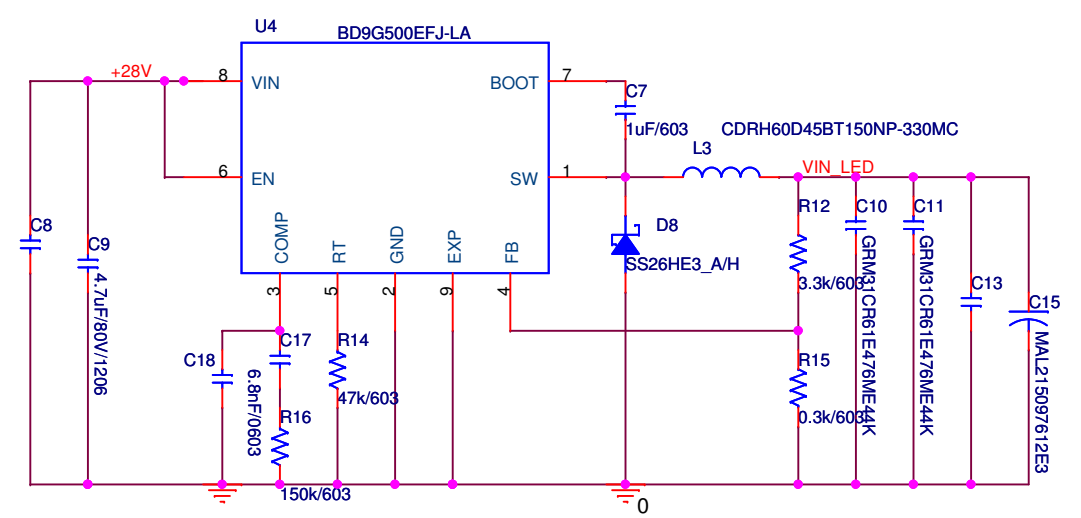 U4
BD9G500EFJ-LA
+28V
8
VIN
BOOT
7
C7
1uF/603
CDRH60D45BT150NP-330MC
L3
VIN_LED
6
EN
SW
1
C8
C9
4.7uF/80V/1206
COMP
RT
GND
EXP
FB
3
5
2
9
4
D8
SS26HE3_A/H
R12
3.3k/603
C10
GRM31CR61E476ME44K
C11
GRM31CR61E476ME44K
C13
C15
MAL215097612E3
C18
C17
6.8nF/0603
R14
47k/603
R16
150k/603
R15
0.3k/603
0